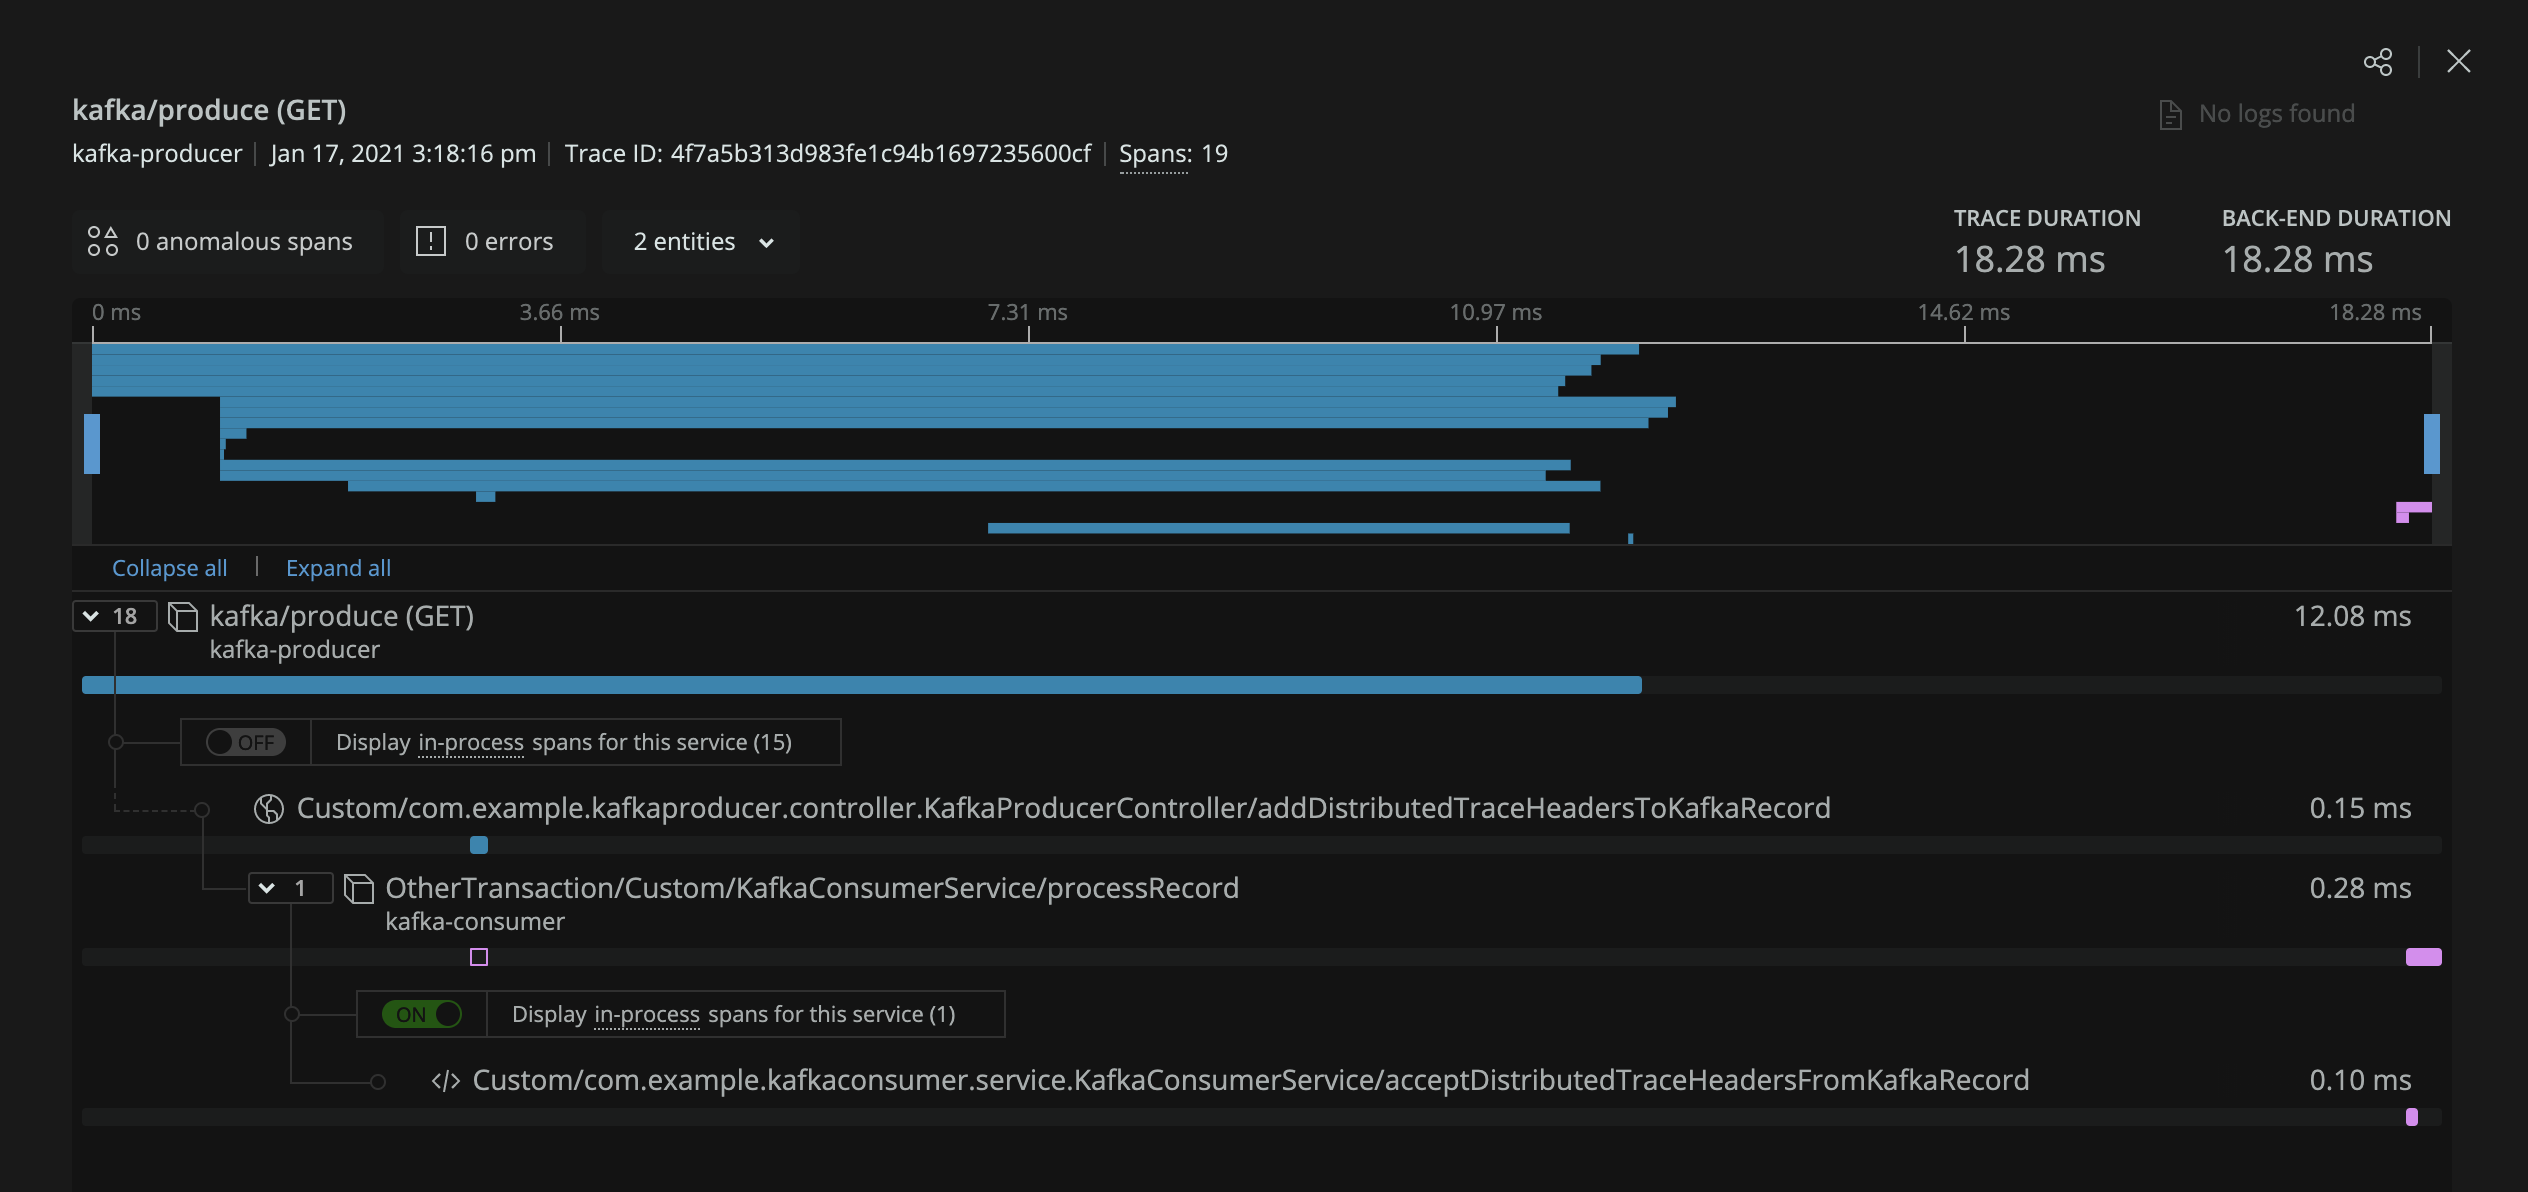 kafka/produce (GET)
No logs found
kafka-producer | Jan 17, 2021 3:18:16 pm | Trace ID: 4f7a5b313d983fe1c94b1697235600cf | Spans: 19
0 anomalous spans
0 errors
2 entities
TRACE DURATION
18.28 ms
BACK-END DURATION
18.28 ms
0 ms 3.66 ms 7.31 ms 10.97 ms 14.62 ms 18.28 ms
Collapse all | Expand all
18 kafka/produce (GET) 12.08 ms
kafka-producer
OFF Display in-process spans for this service (15)
Custom/com.example.kafkaproducer.controller.KafkaProducerController/addDistributedTraceHeadersToKafkaRecord 0.15 ms
1 OtherTransaction/Custom/KafkaConsumerService/processRecord 0.28 ms
kafka-consumer
ON Display in-process spans for this service (1)
</> Custom/com.example.kafkaconsumer.service.KafkaConsumerService/acceptDistributedTraceHeadersFromKafkaRecord 0.10 ms